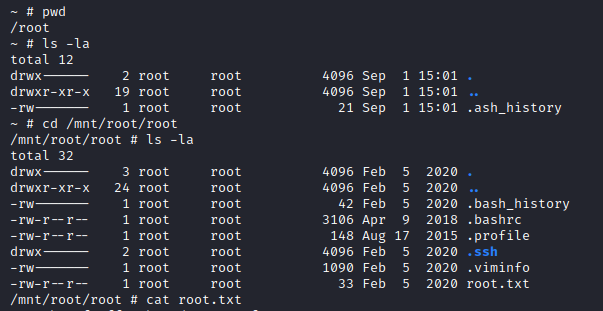 ~ # pwd
/root
~ # ls -la
total 12
drwx------ 2 root root 4096 Sep 1 15:01 .
drwxr-xr-x 19 root root 4096 Sep 1 15:01 ..
-rw------- 1 root root 21 Sep 1 15:01 .ash_history
~ # cd /mnt/root/root
/mnt/root/root # ls -la
total 32
drwx------ 3 root root 4096 Feb 5 2020 .
drwxr-xr-x 24 root root 4096 Feb 5 2020 ..
-rw------- 1 root root 42 Feb 5 2020 .bash_history
-rw-r--r-- 1 root root 3106 Apr 9 2018 .bashrc
-rw-r--r-- 1 root root 148 Aug 17 2015 .profile
drwx------ 2 root root 4096 Feb 5 2020 .ssh
-rw------- 1 root root 1090 Feb 5 2020 .viminfo
-rw-r--r-- 1 root root 33 Feb 5 2020 root.txt
/mnt/root/root # cat root.txt